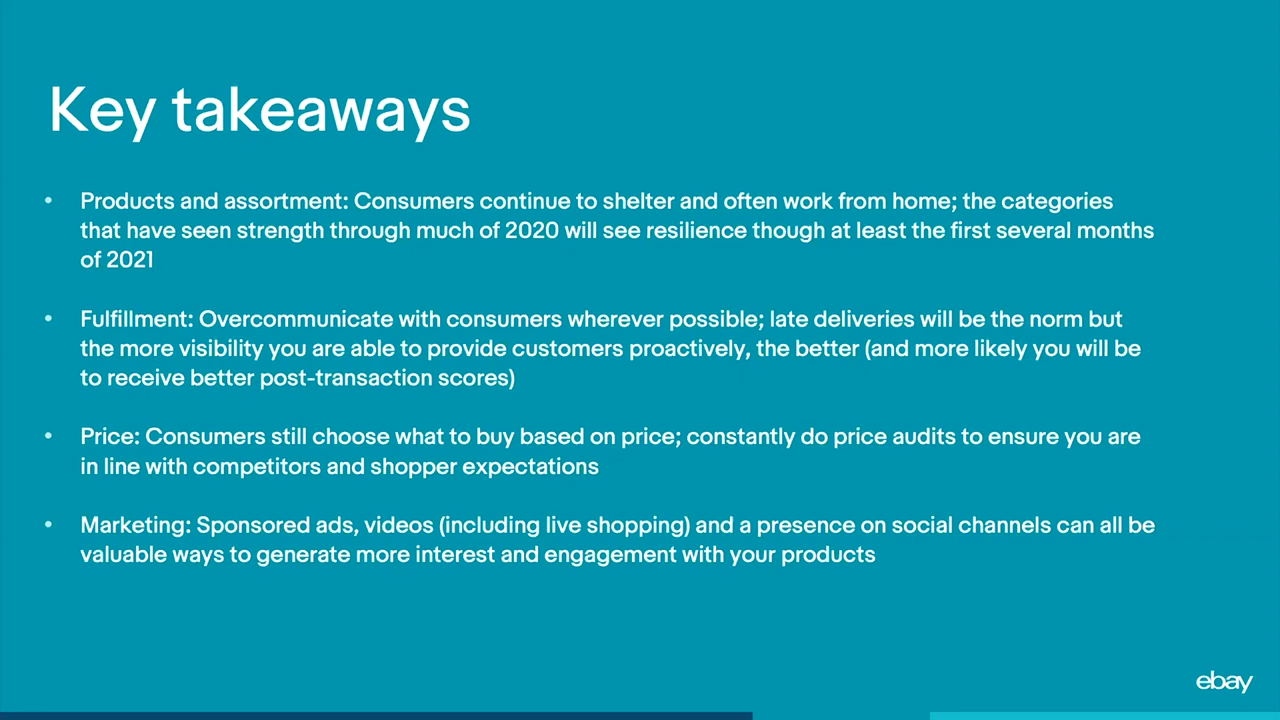 Key takeaways
• Products and assortment: Consumers continue to shelter and often work from home; the categories
that have seen strength through much of 2020 will see resilience though at least the first several months
of 2021
• Fulfillment: Overcommunicate with consumers wherever possible; late deliveries will be the norm but
the more visibility you are able to provide customers proactively, the better (and more likely you will be
to receive better post-transaction scores)
• Price: Consumers still choose what to buy based on price; constantly do price audits to ensure you are
in line with competitors and shopper expectations
• Marketing: Sponsored ads, videos (including live shopping) and a presence on social channels can all be
valuable ways to generate more interest and engagement with your products
ebay